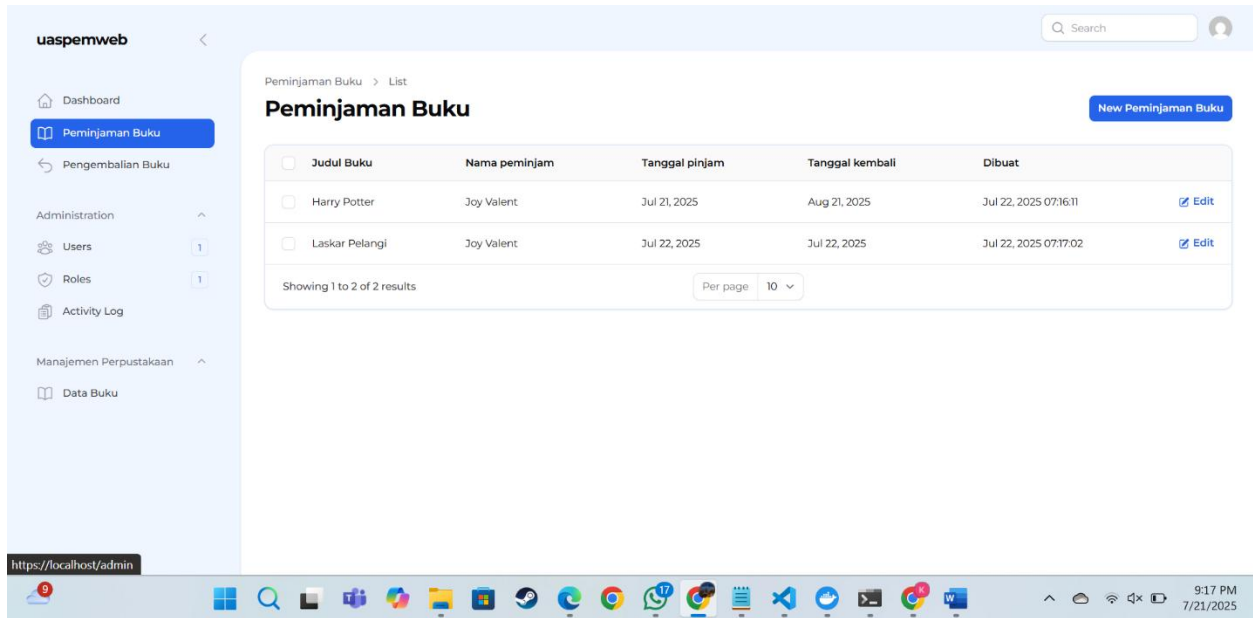 uaspemweb
Search
Dashboard
Peminjaman Buku
Pengembalian Buku
Administration
Users 1
Roles 1
Activity Log
Manajemen Perpustakaan
Data Buku
Peminjaman Buku > List
Peminjaman Buku
New Peminjaman Buku
Judul Buku Nama peminjam Tanggal pinjam Tanggal kembali Dibuat
Harry Potter Joy Valent Jul 21, 2025 Aug 21, 2025 Jul 22, 2025 07:16:11 Edit
Laskar Pelangi Joy Valent Jul 22, 2025 Jul 22, 2025 Jul 22, 2025 07:17:02 Edit
Showing 1 to 2 of 2 results Per page 10
https://localhost/admin
9
17
9:17 PM
7/21/2025